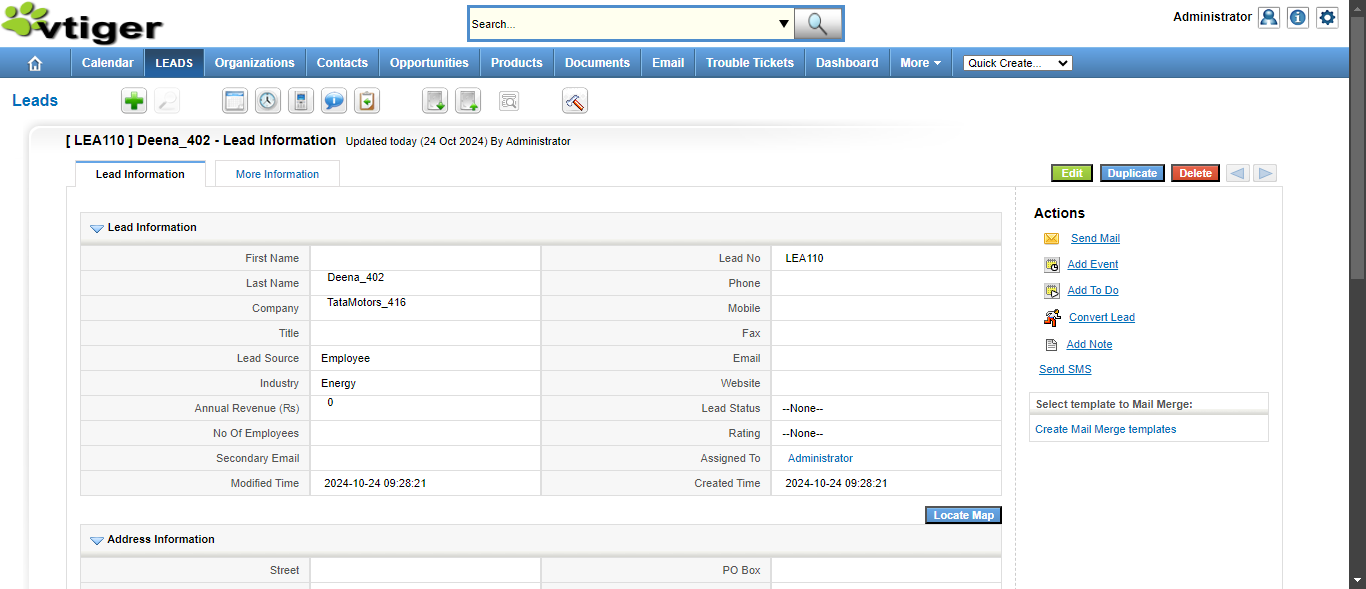 vtiger
Search...
Administrator
Calendar LEADS Organizations Contacts Opportunities Products Documents Email Trouble Tickets Dashboard More Quick Create...
Leads
[ LEA110 ] Deena_402 - Lead Information Updated today (24 Oct 2024) By Administrator
Lead Information More Information Edit Duplicate Delete
Lead Information
First Name Lead No LEA110
Last Name Deena_402 Phone
Company TataMotors_416 Mobile
Title Fax
Lead Source Employee Email
Industry Energy Website
Annual Revenue (Rs) 0 Lead Status --None--
No Of Employees Rating --None--
Secondary Email Assigned To Administrator
Modified Time 2024-10-24 09:28:21 Created Time 2024-10-24 09:28:21
Locate Map
Address Information
Street PO Box
Actions
Send Mail
Add Event
Add To Do
Convert Lead
Add Note
Send SMS
Select template to Mail Merge:
Create Mail Merge templates